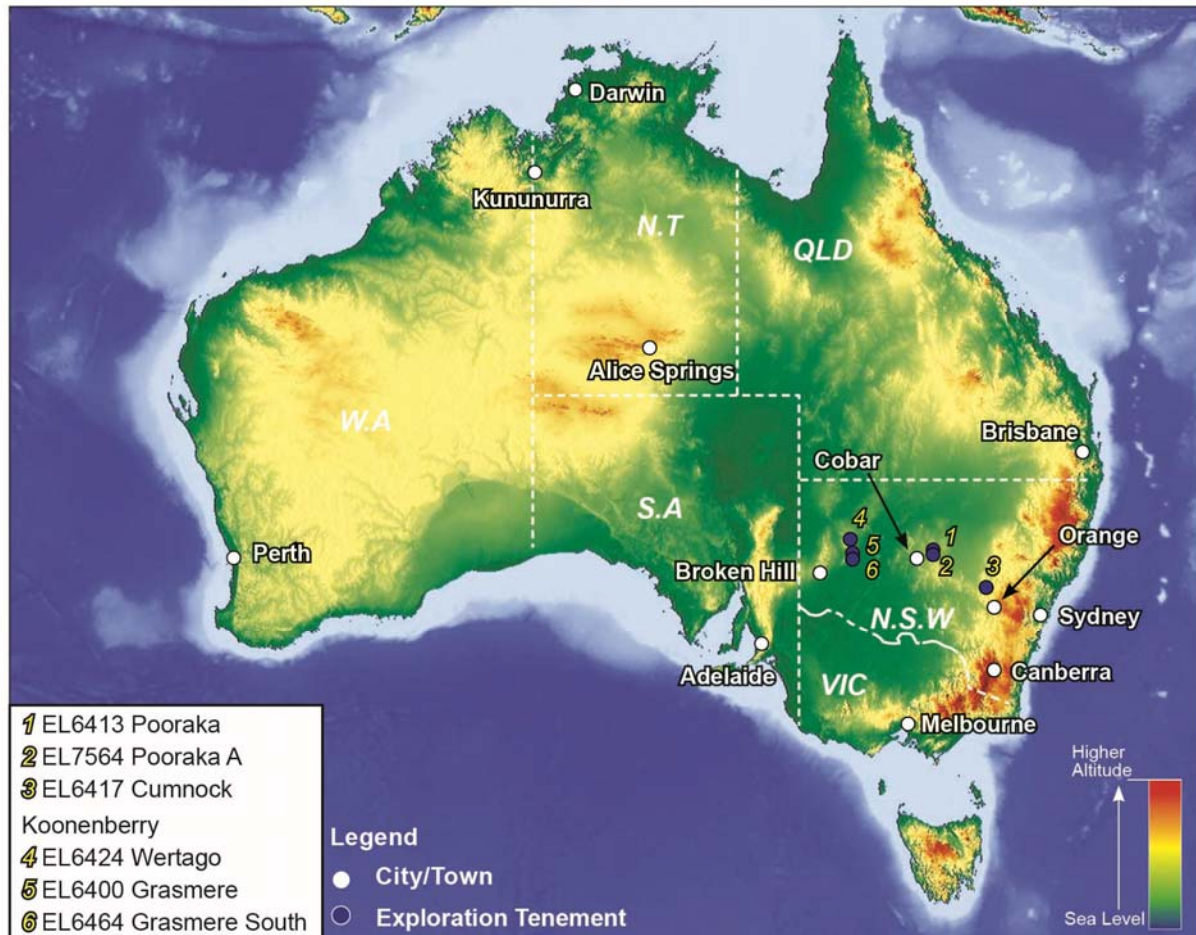 Darwin
Kununurra
N.T
QLD
Alice Springs
W.A
Brisbane
Cobar
S.A
4
1
Orange
5
Perth
Broken Hill
6
2
3
N.S.W
Sydney
Adelaide
VIC
Canberra
Melbourne
1 EL6413 Pooraka
2 EL7564 Pooraka A
3 EL6417 Cumnock
Koonenberry
4 EL6424 Wertago
5 EL6400 Grasmere
6 EL6464 Grasmere South
Legend
City/Town
Exploration Tenement
Higher
Altitude
Sea Level